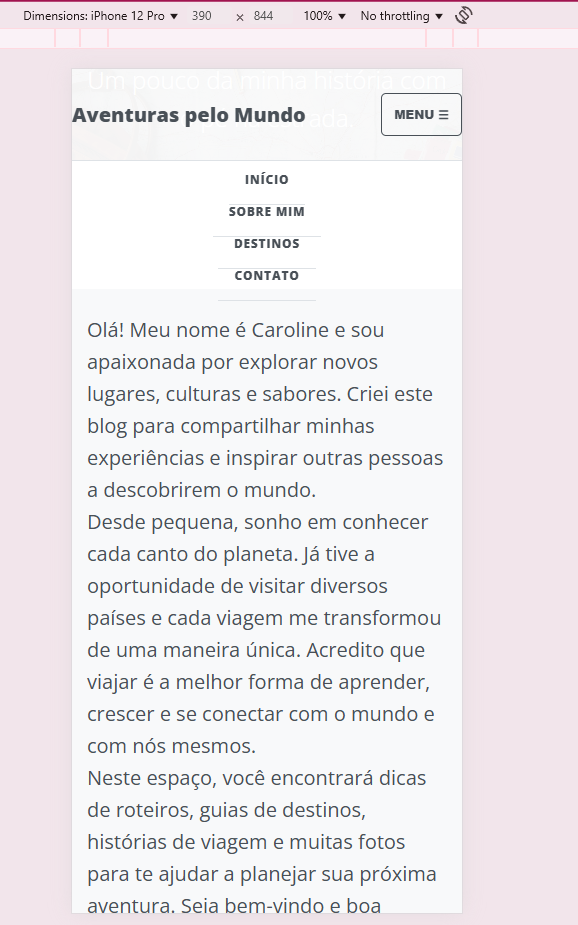 Dimensions: iPhone 12 Pro ▼ 390 × 844 100% ▼ No throttling ▼
Um pouco da minha história com
Aventuras pelo Mundo
MENU ☰
INÍCIO
SOBRE MIM
DESTINOS
CONTATO
Olá! Meu nome é Caroline e sou
apaixonada por explorar novos
lugares, culturas e sabores. Criei este
blog para compartilhar minhas
experiências e inspirar outras pessoas
a descobrirem o mundo.
Desde pequena, sonho em conhecer
cada canto do planeta. Já tive a
oportunidade de visitar diversos
países e cada viagem me transformou
de uma maneira única. Acredito que
viajar é a melhor forma de aprender,
crescer e se conectar com o mundo e
com nós mesmos.
Neste espaço, você encontrará dicas
de roteiros, guias de destinos,
histórias de viagem e muitas fotos
para te ajudar a planejar sua próxima
aventura. Seja bem-vindo e boa